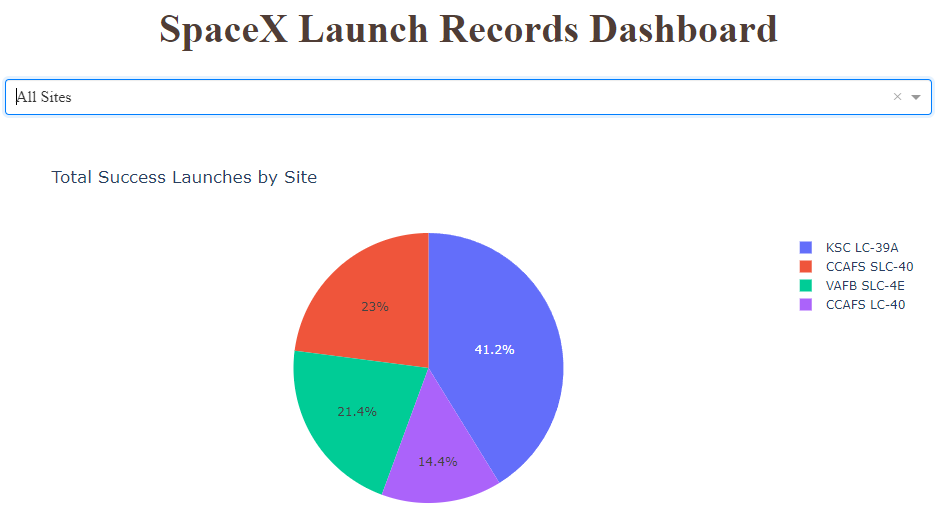 SpaceX Launch Records Dashboard
All Sites
Total Success Launches by Site
KSC LC-39A
CCAFS SLC-40
VAFB SLC-4E
CCAFS LC-40
23%
41.2%
21.4%
14.4%